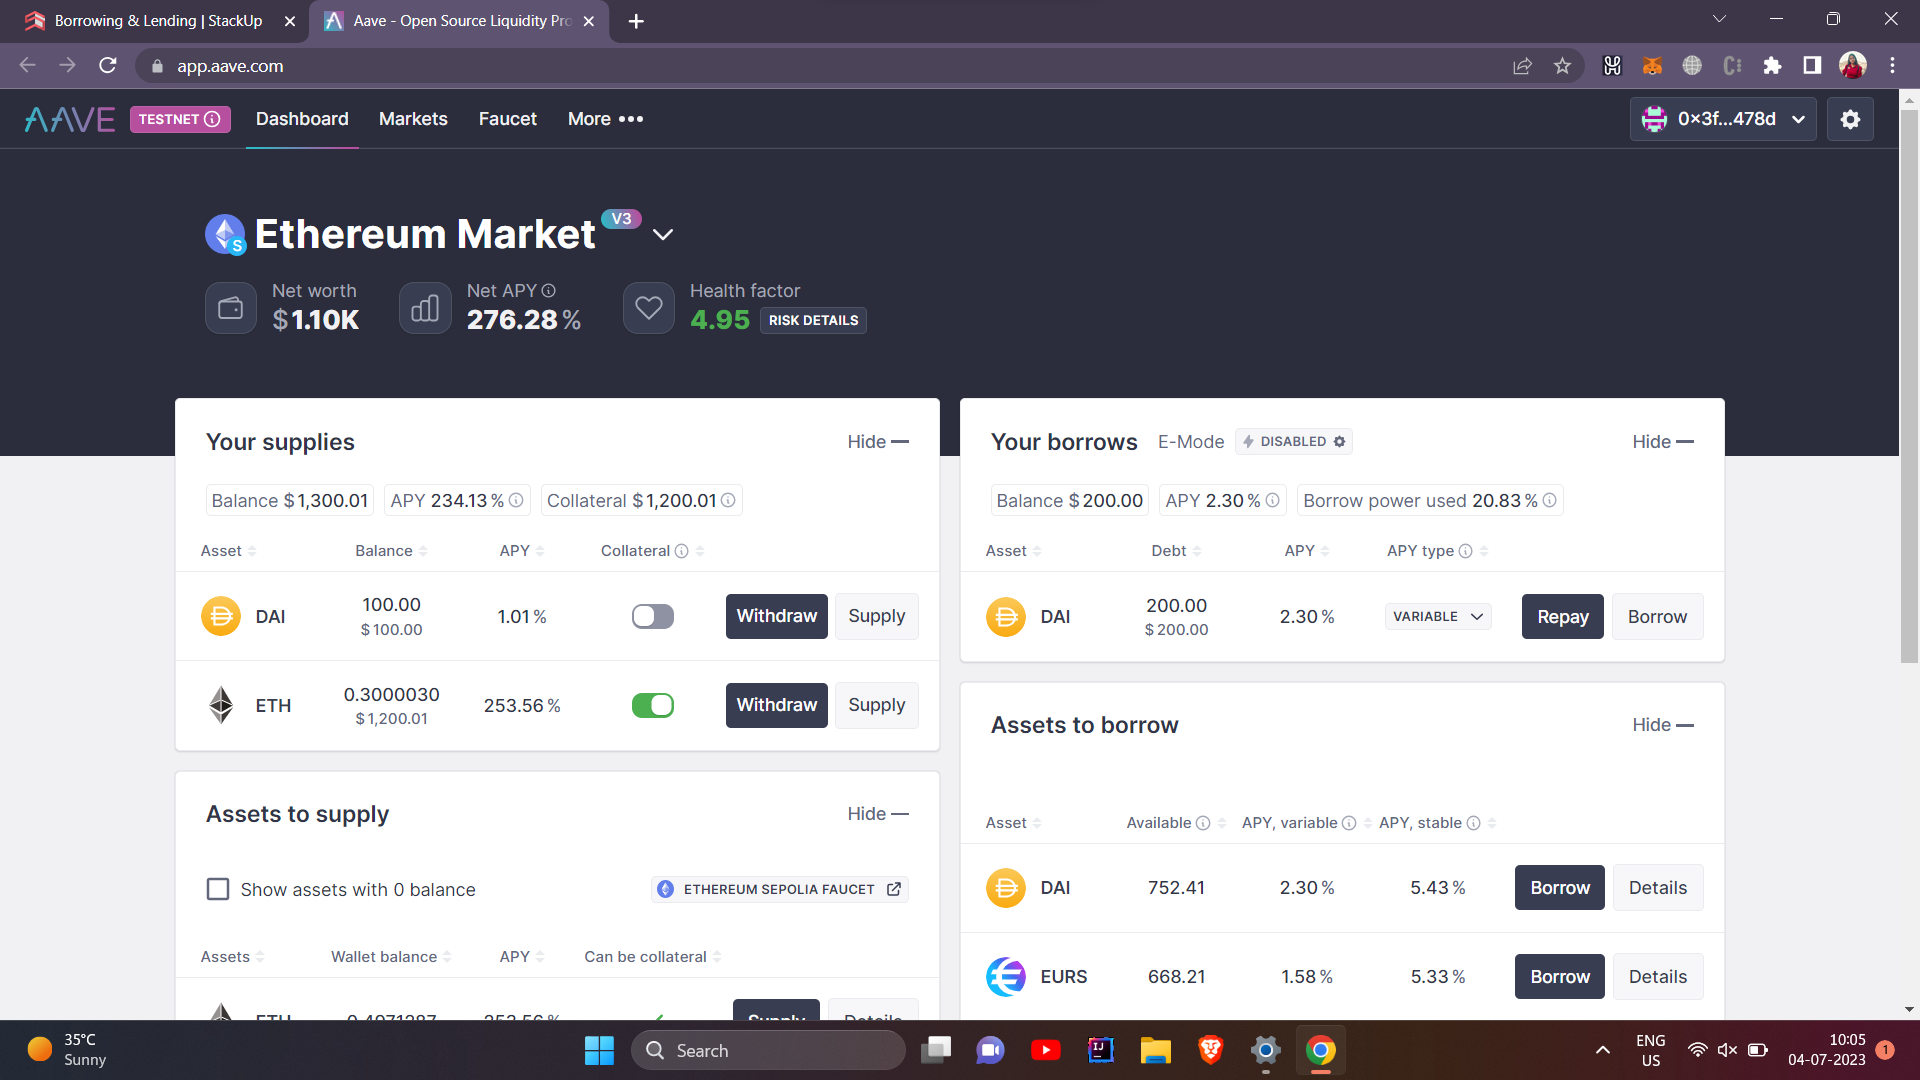 Borrowing & Lending | StackUp
Aave - Open Source Liquidity Pro
app.aave.com
AAVE TESTNET Dashboard Markets Faucet More 0×3f...478d
Ethereum Market V3
Net worth
$1.10K
Net APY
276.28%
Health factor
4.95 RISK DETAILS
Your supplies Hide
Balance $1,300.01 APY 234.13% Collateral $1,200.01
Asset Balance APY Collateral
DAI 100.00 1.01% Withdraw Supply
$100.00
ETH 0.3000030 253.56% Withdraw Supply
$1,200.01
Assets to supply Hide
Show assets with 0 balance ETHEREUM SEPOLIA FAUCET
Assets Wallet balance APY Can be collateral
ETH 0.4971287 253.56% Supply Details
Your borrows E-Mode DISABLED Hide
Balance $200.00 APY 2.30% Borrow power used 20.83%
Asset Debt APY APY type
DAI 200.00 2.30% VARIABLE Repay Borrow
$200.00
Assets to borrow Hide
Asset Available APY, variable APY, stable
DAI 752.41 2.30% 5.43% Borrow Details
EURS 668.21 1.58% 5.33% Borrow Details
35°C
Sunny
Search
ENG
US
10:05
04-07-2023
1